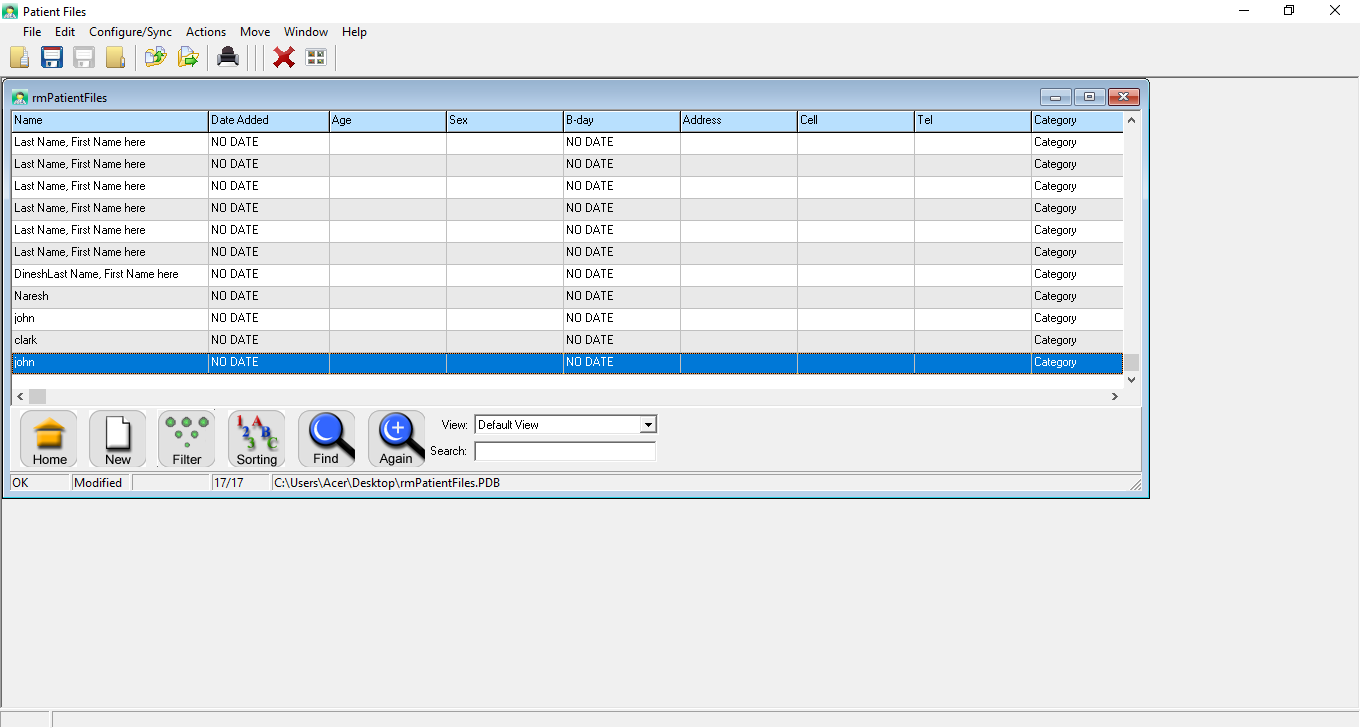 Patient Files
File Edit Configure/Sync Actions Move Window Help
rmPatientFiles
Name Date Added Age Sex B-day Address Cell Tel Category
Last Name, First Name here NO DATE NO DATE Category
Last Name, First Name here NO DATE NO DATE Category
Last Name, First Name here NO DATE NO DATE Category
Last Name, First Name here NO DATE NO DATE Category
Last Name, First Name here NO DATE NO DATE Category
Last Name, First Name here NO DATE NO DATE Category
DineshLast Name, First Name here NO DATE NO DATE Category
Naresh NO DATE NO DATE Category
john NO DATE NO DATE Category
clark NO DATE NO DATE Category
john NO DATE NO DATE Category
Home New Filter Sorting Find Again
View: Default View
Search:
OK Modified 17/17 C:\Users\Acer\Desktop\rmPatientFiles.PDB